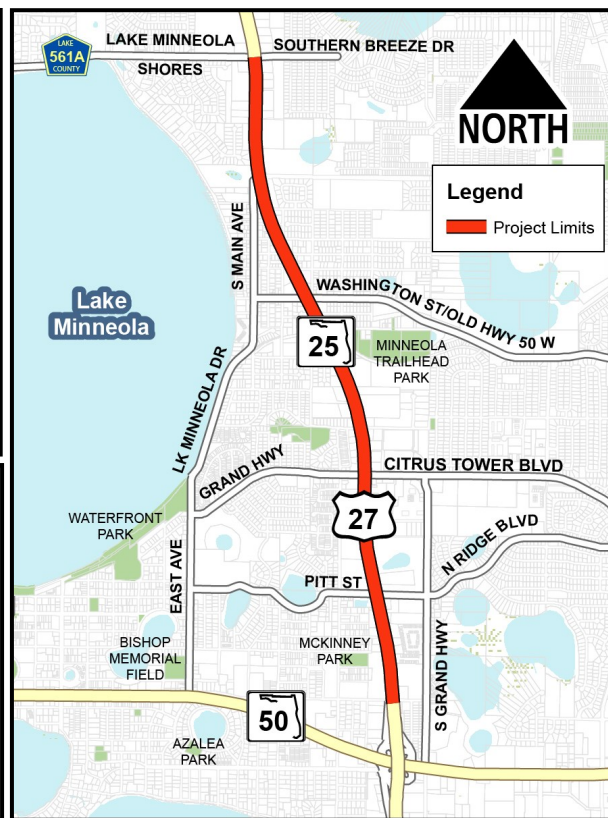 LAKE
561A
COUNTY
LAKE MINNEOLA
SHORES
SOUTHERN BREEZE DR
NORTH
Legend
Project Limits
S MAIN AVE
WASHINGTON ST/OLD HWY 50 W
Lake
Minneola
25
MINNEOLA
TRAILHEAD
PARK
LK MINNEOLA DR
GRAND HWY
CITRUS TOWER BLVD
27
WATERFRONT
PARK
N RIDGE BLVD
EAST AVE
PITT ST
BISHOP
MEMORIAL
FIELD
MCKINNEY
PARK
S GRAND HWY
50
AZALEA
PARK